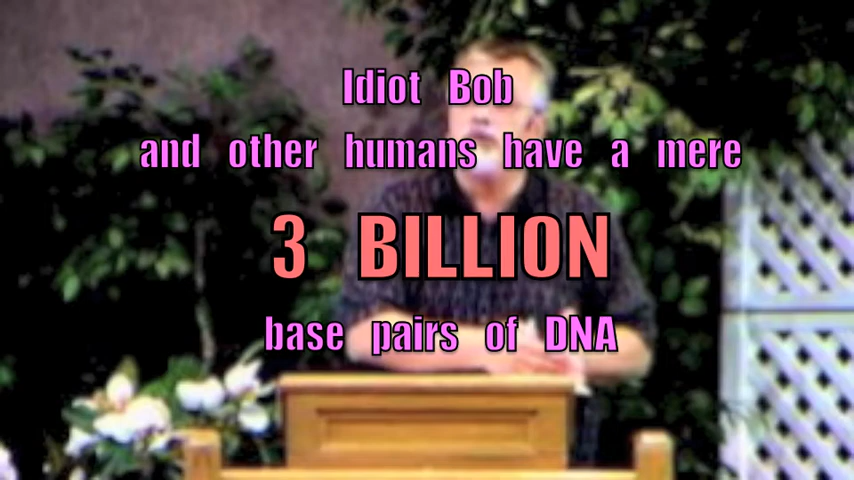 Idiot Bob
and other humans have a mere
3 BILLION
base pairs of DNA